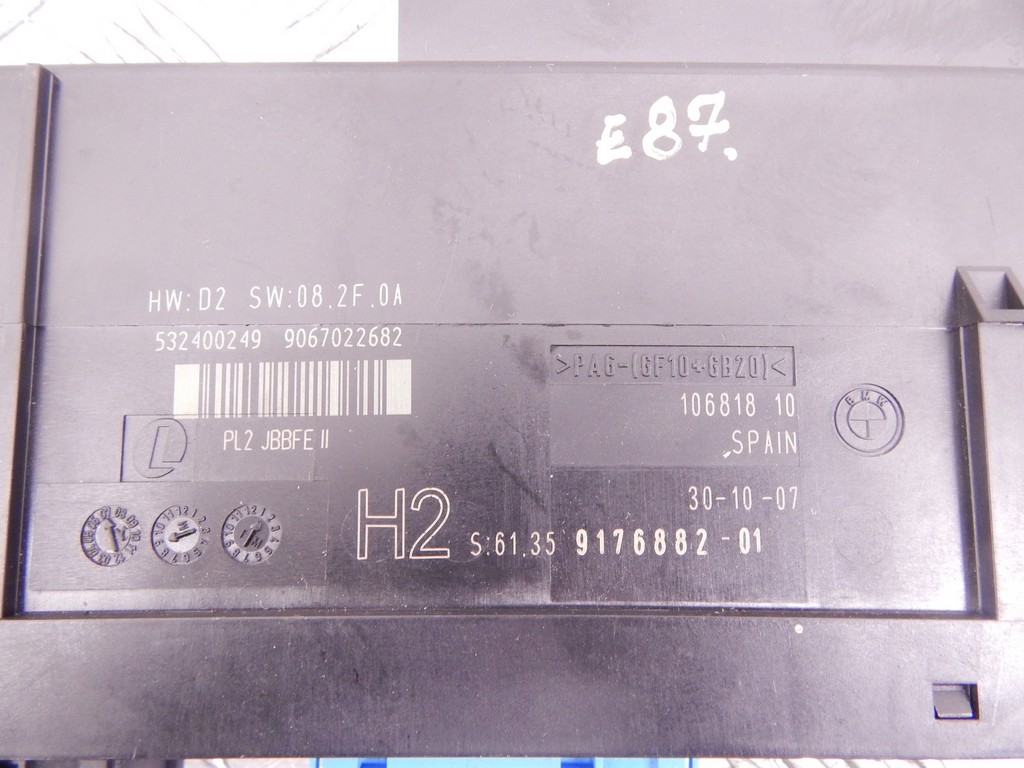 E87.
HW:D2 SW:08.2F.0A
532400249 9067022682
>PA6-(GF10+GB20)<
106818 10
BMW
SPAIN
L
PL2 JBBFE II
30-10-07
H2
S:61.35 9176882-01